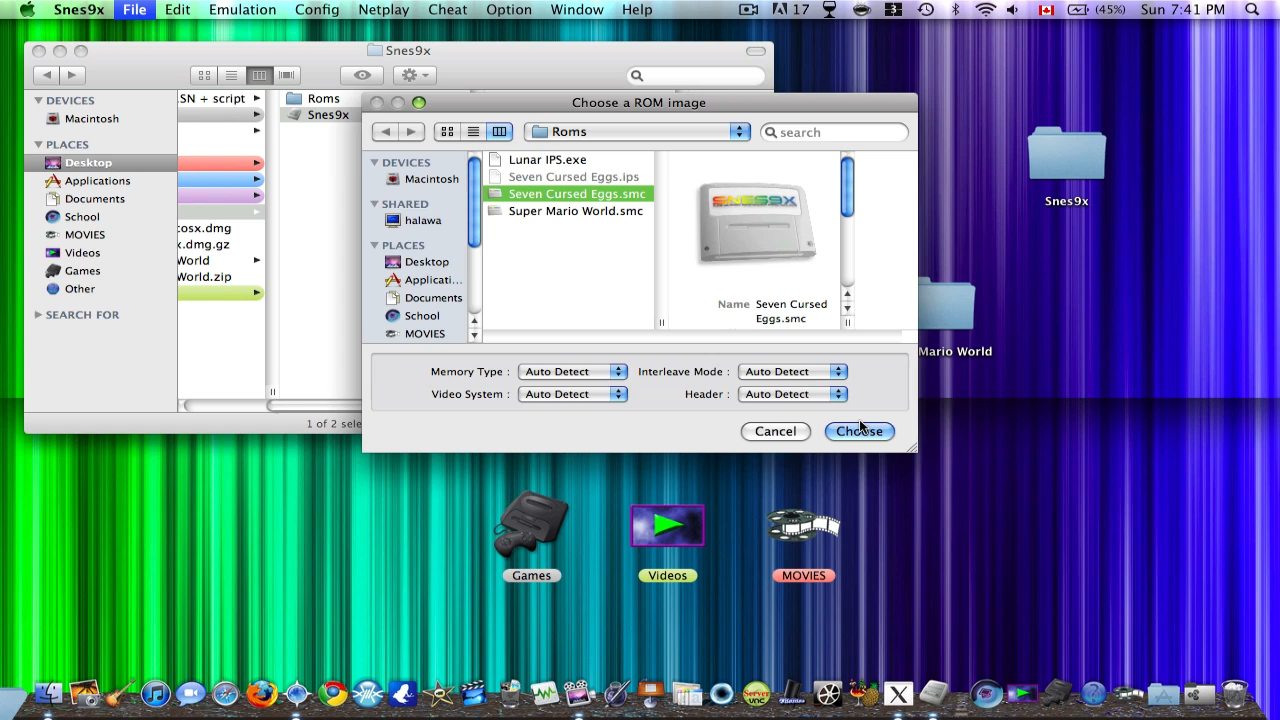 Snes9x File Edit Emulation Config Netplay Cheat Option Window Help 17 3 (45%) Sun 7:41 PM
Snes9x
DEVICES
Macintosh
PLACES
Desktop
Applications
Documents
School
MOVIES
Videos
Games
Other
SEARCH FOR
.SN + script
cosx.dmg
x.dmg.gz
World
World.zip
Roms
Snes9x
1 of 2 sele
Choose a ROM image
Roms
search
DEVICES
Macintosh
SHARED
halawa
PLACES
Desktop
Applicati...
Documents
School
MOVIES
Lunar IPS.exe
Seven Cursed Eggs.ips
Seven Cursed Eggs.smc
Super Mario World.smc
SNES9X
Name Seven Cursed
Eggs.smc
Memory Type : Auto Detect Interleave Mode : Auto Detect
Video System : Auto Detect Header : Auto Detect
Cancel Choose
Snes9x
Mario World
Games
Videos
MOVIES
Server
vnc
X